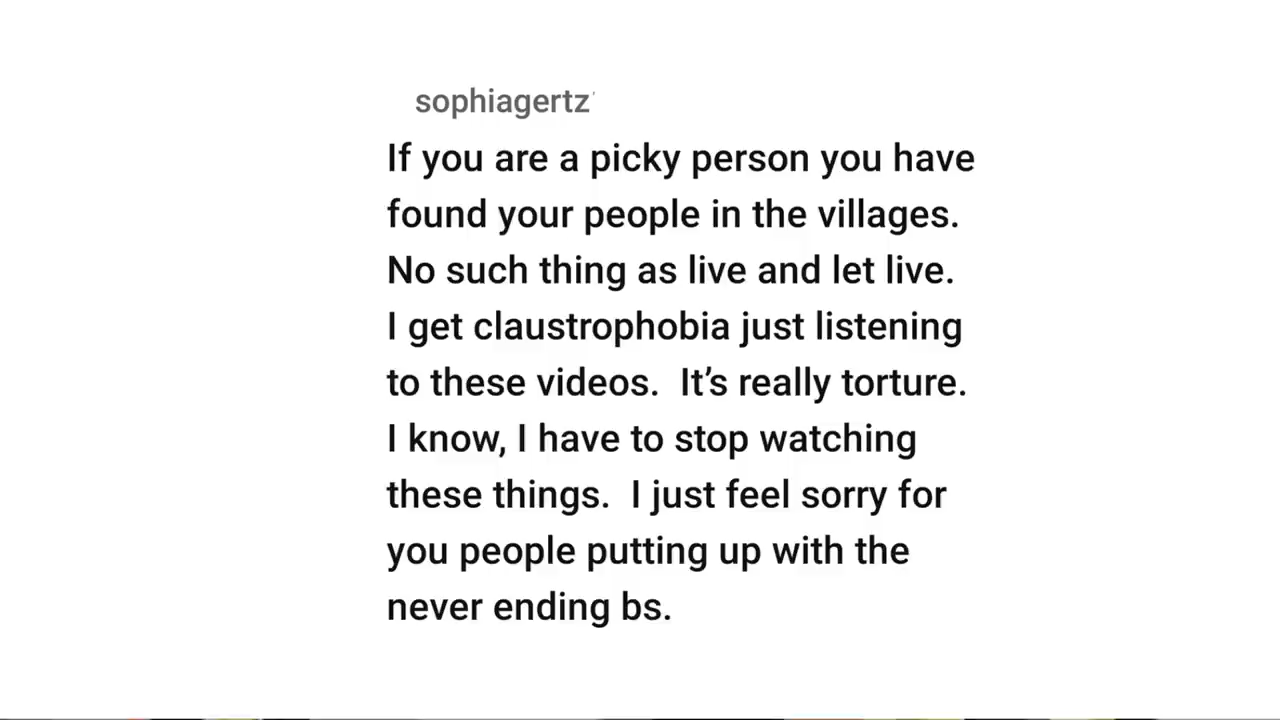 sophiagertz
If you are a picky person you have
found your people in the villages.
No such thing as live and let live.
I get claustrophobia just listening
to these videos.  It’s really torture.
I know, I have to stop watching
these things.  I just feel sorry for
you people putting up with the
never ending bs.